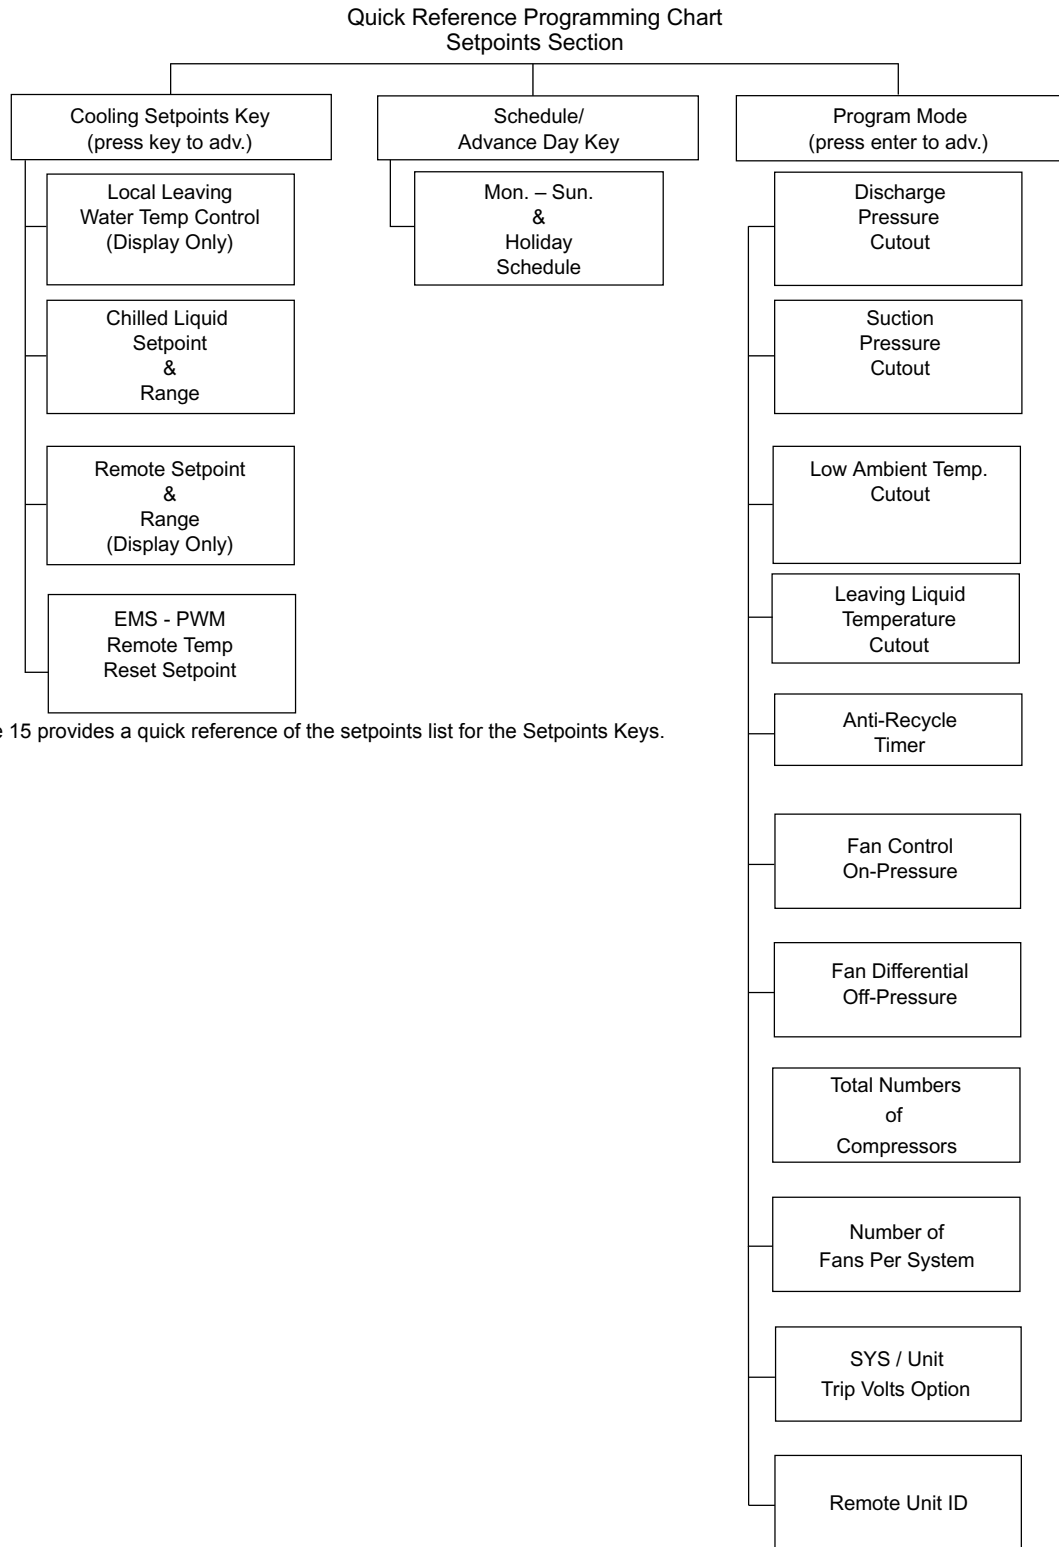 Quick Reference Programming Chart
Setpoints Section
Cooling Setpoints Key
(press key to adv.)
Local Leaving
Water Temp Control
(Display Only)
Chilled Liquid
Setpoint
&
Range
Remote Setpoint
&
Range
(Display Only)
EMS - PWM
Remote Temp
Reset Setpoint
Schedule/
Advance Day Key
Mon. – Sun.
&
Holiday
Schedule
Program Mode
(press enter to adv.)
Discharge
Pressure
Cutout
Suction
Pressure
Cutout
Low Ambient Temp.
Cutout
Leaving Liquid
Temperature
Cutout
Anti-Recycle
Timer
Fan Control
On-Pressure
Fan Differential
Off-Pressure
Total Numbers
of
Compressors
Number of
Fans Per System
SYS / Unit
Trip Volts Option
Remote Unit ID
15 provides a quick reference of the setpoints list for the Setpoints Keys.